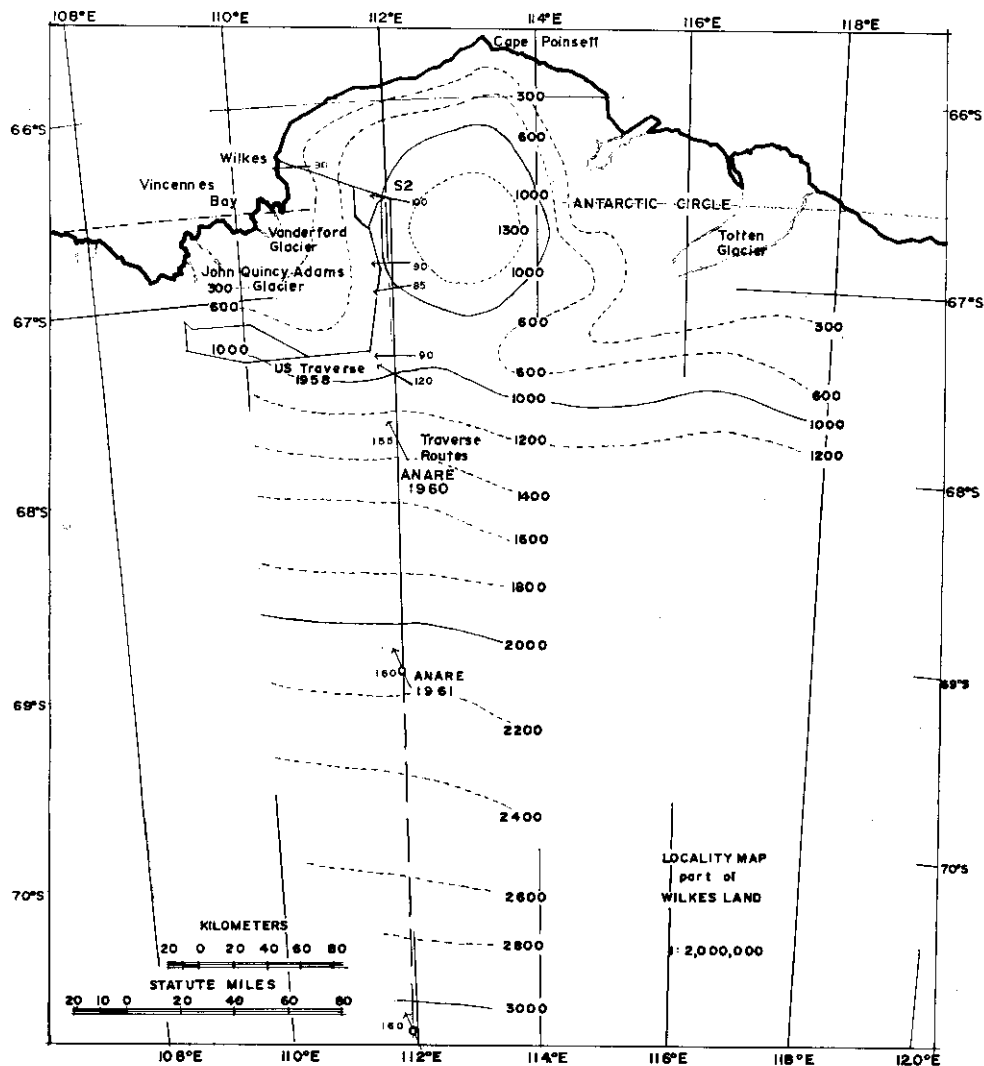 108°E 110°E 112°E 114°E 116°E 118°E
Cape Poinsett
300
66°S
66°S
600
Wilkes
30
S2
Vincennes
Bay
90
1000
ANTARCTIC CIRCLE
Vanderford
Glacier
1300
Totten
Glacier
John Quincy Adams
Glacier
300
90
1000
85
600
67°S
67°S
600
300
1000
US Traverse
1958
90
600
120
1000
600
1000
155
Traverse
Routes
1200
1200
ANARE
1960
1400
68°S
68°S
1600
1800
2000
160
ANARE
1961
69°S
69°S
2200
2400
LOCALITY MAP
part of
WILKES LAND
70°S
70°S
2600
KILOMETERS
20 0 20 40 60 80
2800
1:2,000,000
STATUTE MILES
20 10 0 20 40 60 80
3000
160
108°E 110°E 112°E 114°E 116°E 118°E 120°E